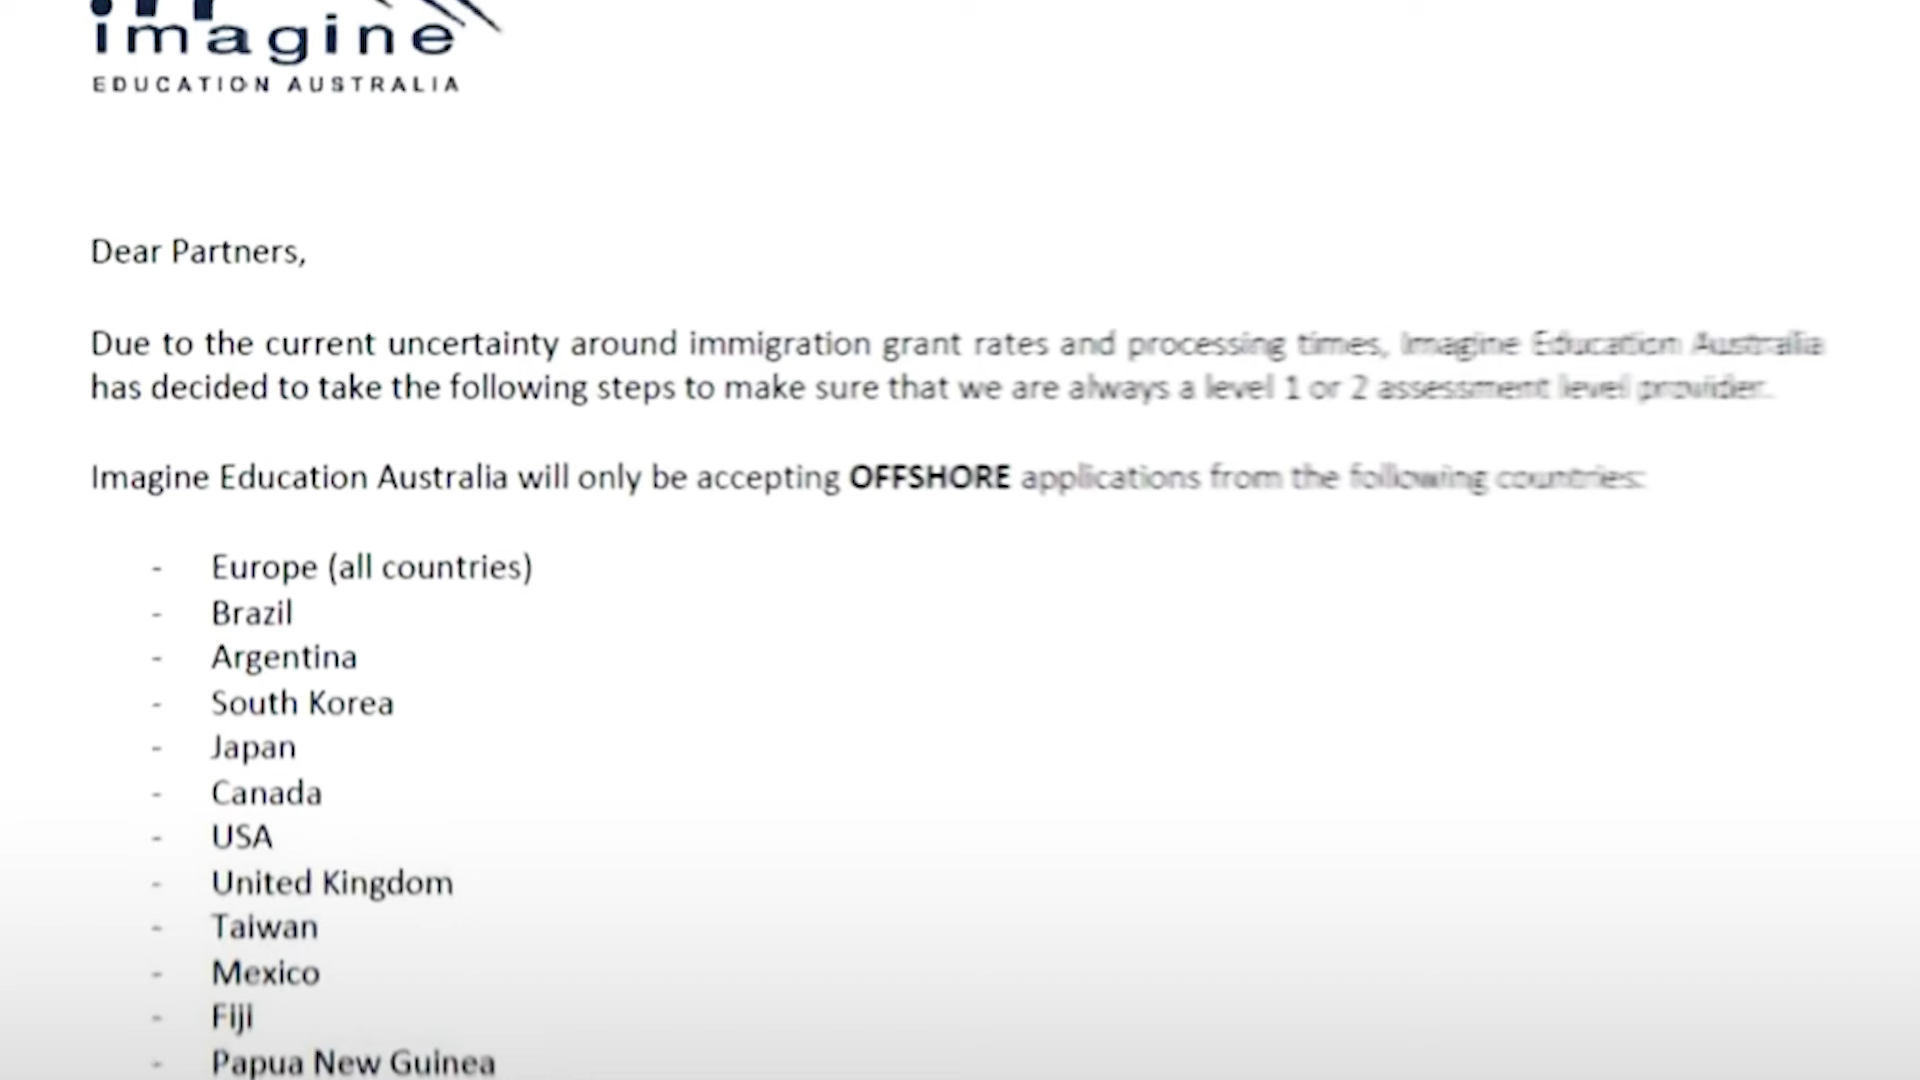 imagine
EDUCATION AUSTRALIA
Dear Partners,
Due to the current uncertainty around immigration grant rates and processing times, Imagine Education Australia
has decided to take the following steps to make sure that we are always a level 1 or 2 assessment level provider.
Imagine Education Australia will only be accepting OFFSHORE applications from the following countries:
- Europe (all countries)
- Brazil
- Argentina
- South Korea
- Japan
- Canada
- USA
- United Kingdom
- Taiwan
- Mexico
- Fiji
- Papua New Guinea